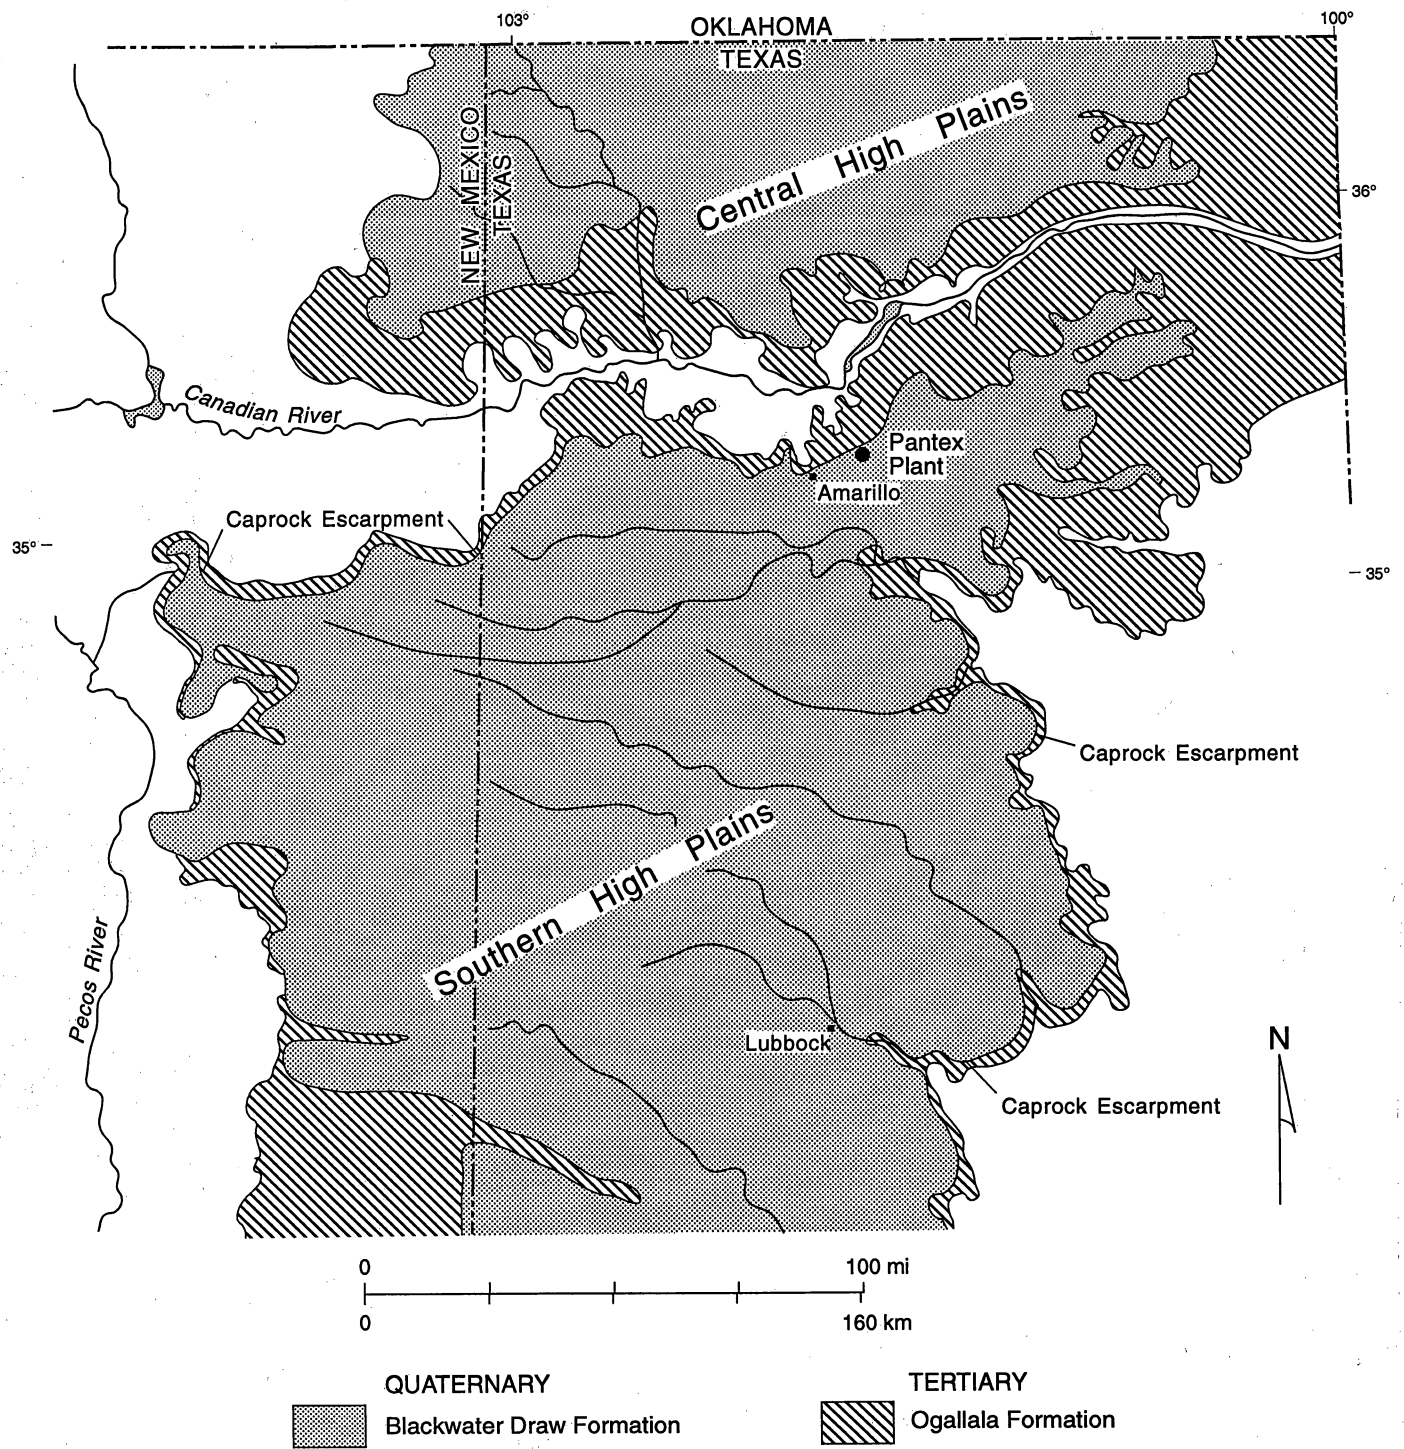 103°
OKLAHOMA
100°
TEXAS
Central High Plains
NEW MEXICO
TEXAS
36°
Canadian River
Pantex
Plant
Amarillo
Caprock Escarpment
35°
35°
Caprock Escarpment
Southern High Plains
Pecos River
Lubbock
N
Caprock Escarpment
0
100 mi
0
160 km
QUATERNARY
TERTIARY
Blackwater Draw Formation
Ogallala Formation